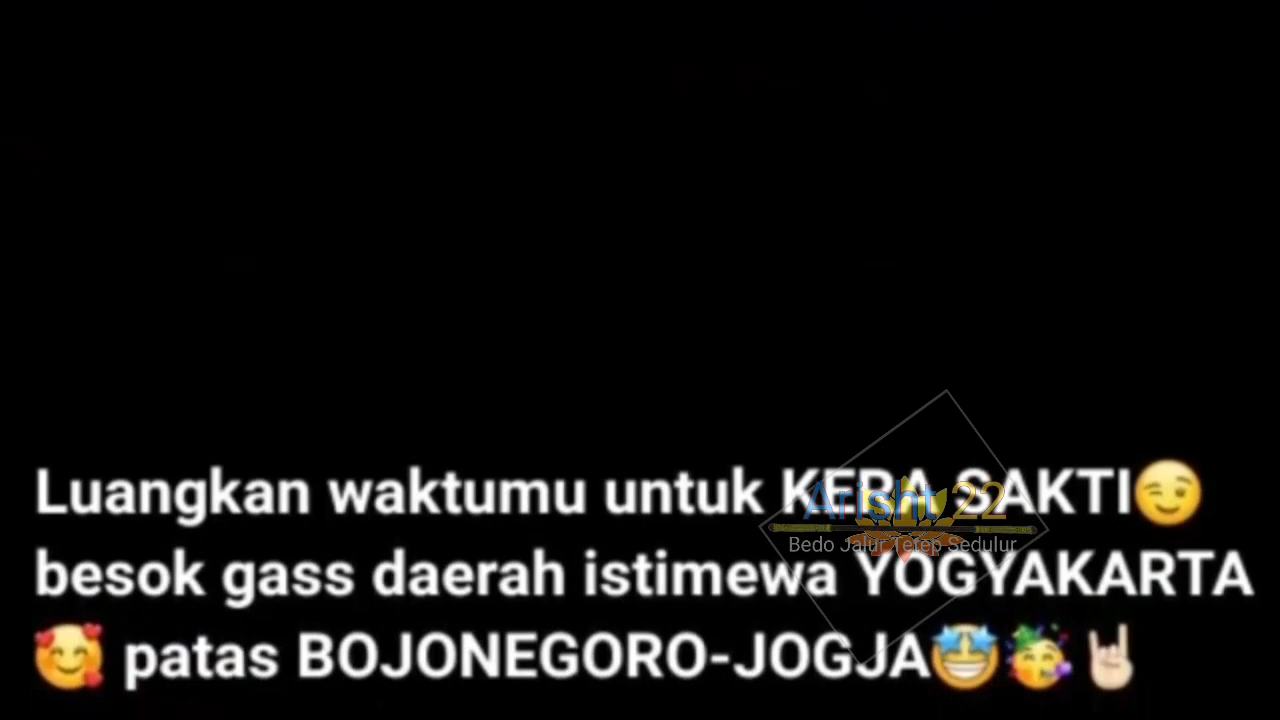 Luangkan waktumu untuk KERA SAKTI😉
Arisht 22
Bedo Jalur Tetep Sedulur
besok gass daerah istimewa YOGYAKARTA
🥰 patas BOJONEGORO-JOGJA🤩🥳🤘🏻